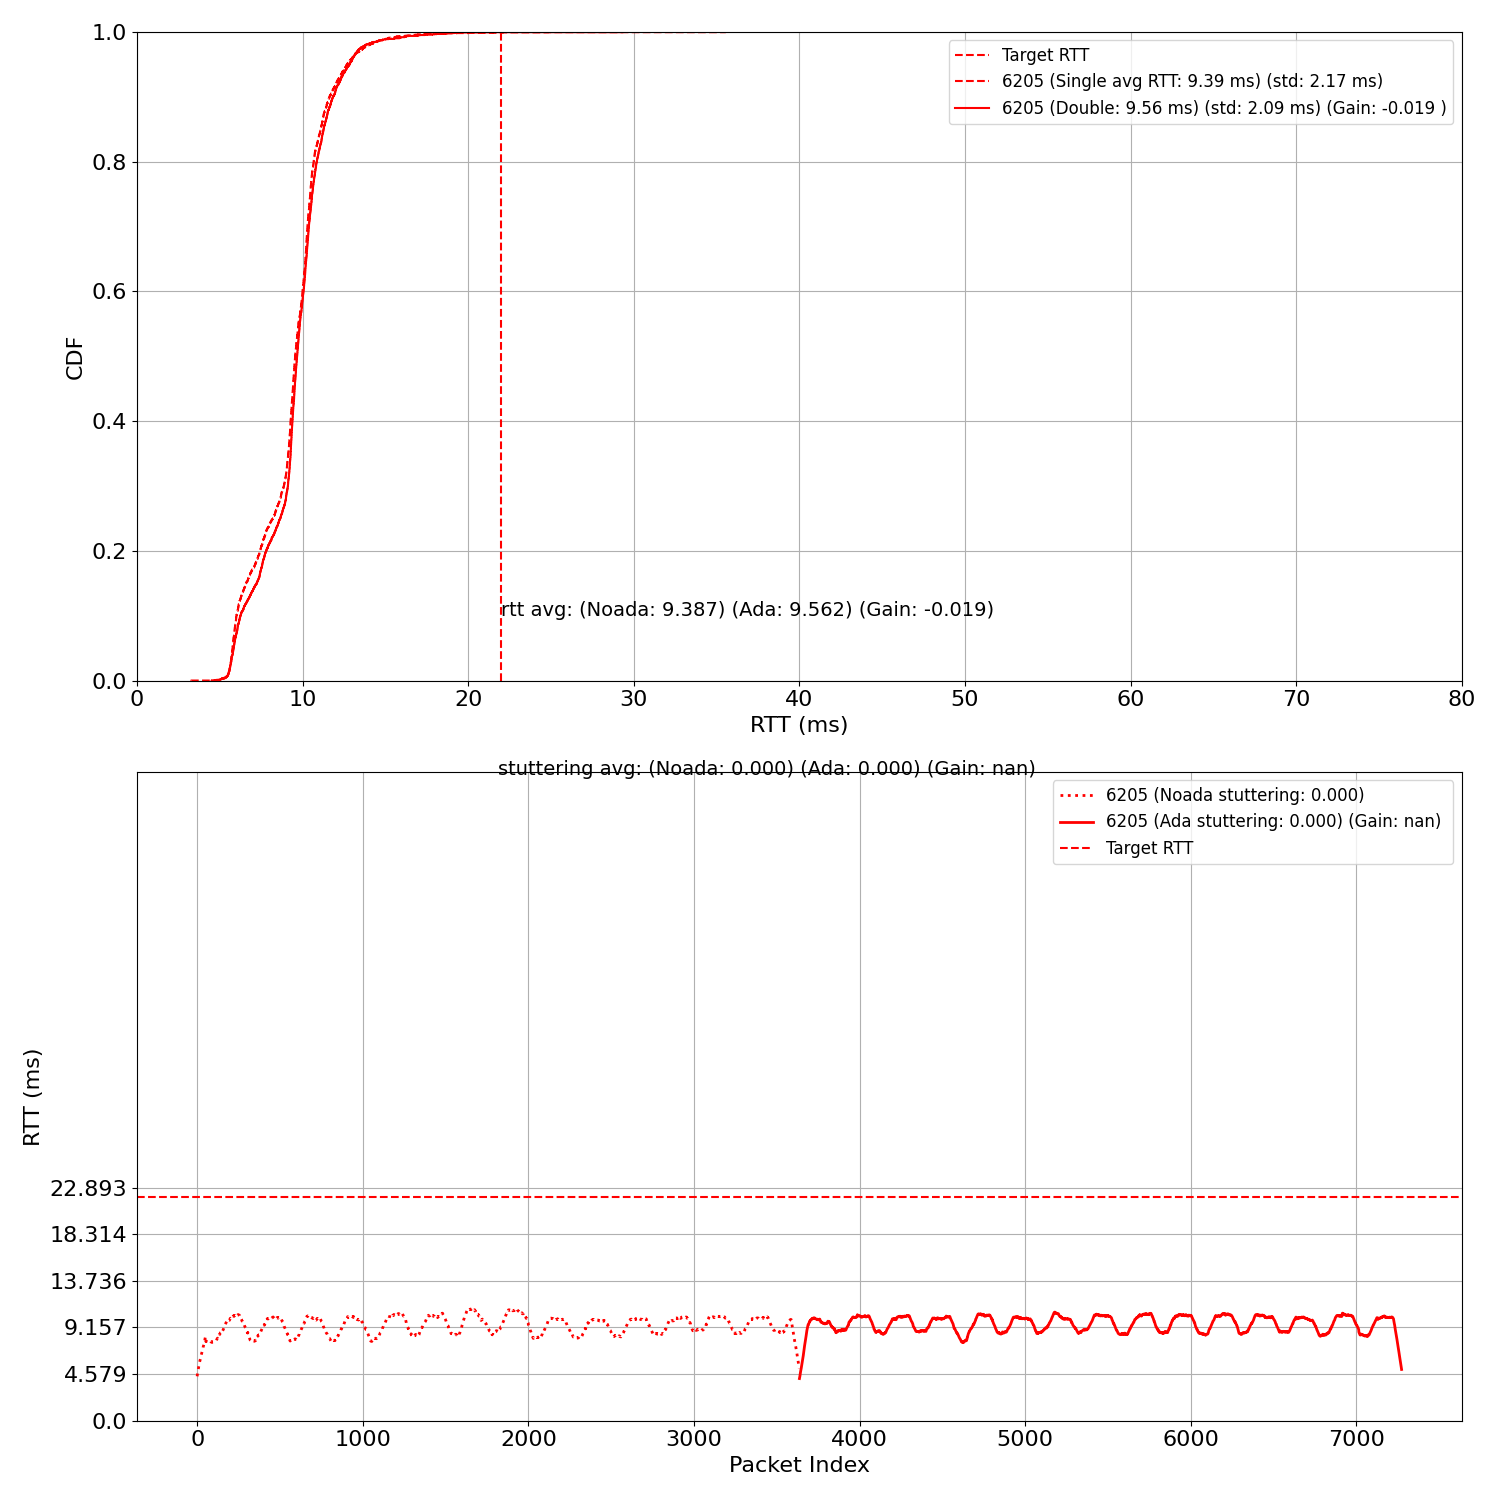 1.0
0.8
0.6
0.4
0.2
0.0
CDF
0
10
20
30
40
50
60
70
80
RTT (ms)
Target RTT
6205 (Single avg RTT: 9.39 ms) (std: 2.17 ms)
6205 (Double: 9.56 ms) (std: 2.09 ms) (Gain: -0.019 )
rtt avg: (Noada: 9.387) (Ada: 9.562) (Gain: -0.019)
stuttering avg: (Noada: 0.000) (Ada: 0.000) (Gain: nan)
6205 (Noada stuttering: 0.000)
6205 (Ada stuttering: 0.000) (Gain: nan)
Target RTT
RTT (ms)
22.893
18.314
13.736
9.157
4.579
0.0
0
1000
2000
3000
4000
5000
6000
7000
Packet Index